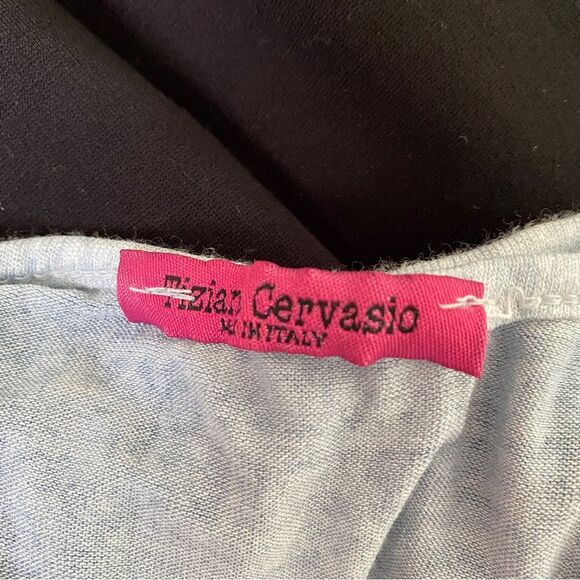 Tizian Gervasio
M. IN ITALY